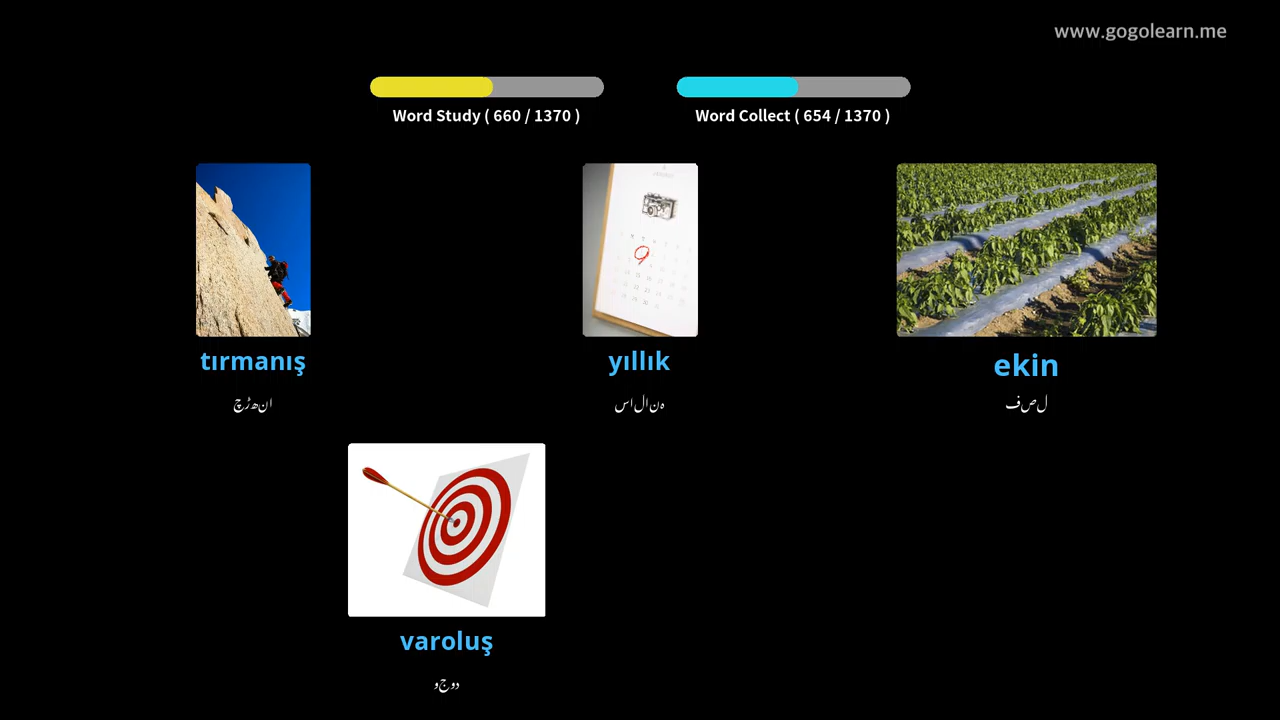 www.gogolearn.me
Word Study ( 660 / 1370 )
Word Collect ( 654 / 1370 )
tırmanış
چڑھنا
yıllık
سالانہ
ekin
فصل
varoluş
وجود